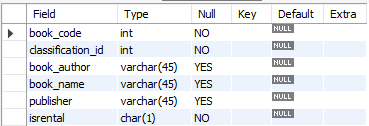 Field Type Null Key Default Extra
book_code int NO NULL
classification_id int NO NULL
book_author varchar(45) YES NULL
book_name varchar(45) YES NULL
publisher varchar(45) YES NULL
isrental char(1) NO NULL